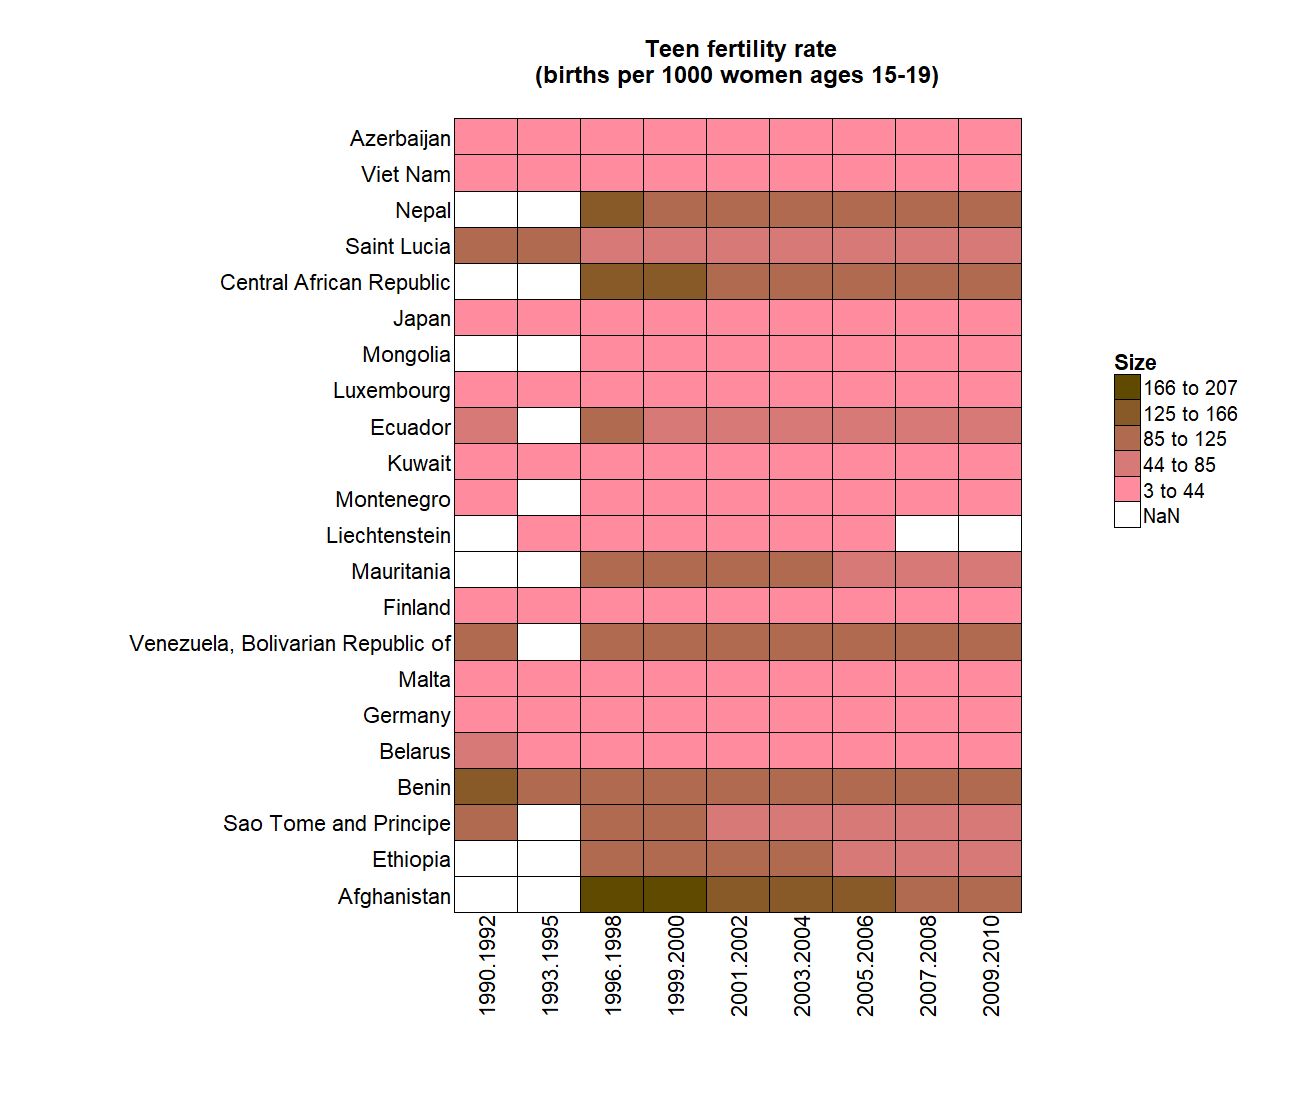 Teen fertility rate
(births per 1000 women ages 15-19)
Azerbaijan
Viet Nam
Nepal
Saint Lucia
Central African Republic
Japan
Mongolia
Luxembourg
Ecuador
Kuwait
Montenegro
Liechtenstein
Mauritania
Finland
Venezuela, Bolivarian Republic of
Malta
Germany
Belarus
Benin
Sao Tome and Principe
Ethiopia
Afghanistan
1990.1992
1993.1995
1996.1998
1999.2000
2001.2002
2003.2004
2005.2006
2007.2008
2009.2010
Size
166 to 207
125 to 166
85 to 125
44 to 85
3 to 44
NaN